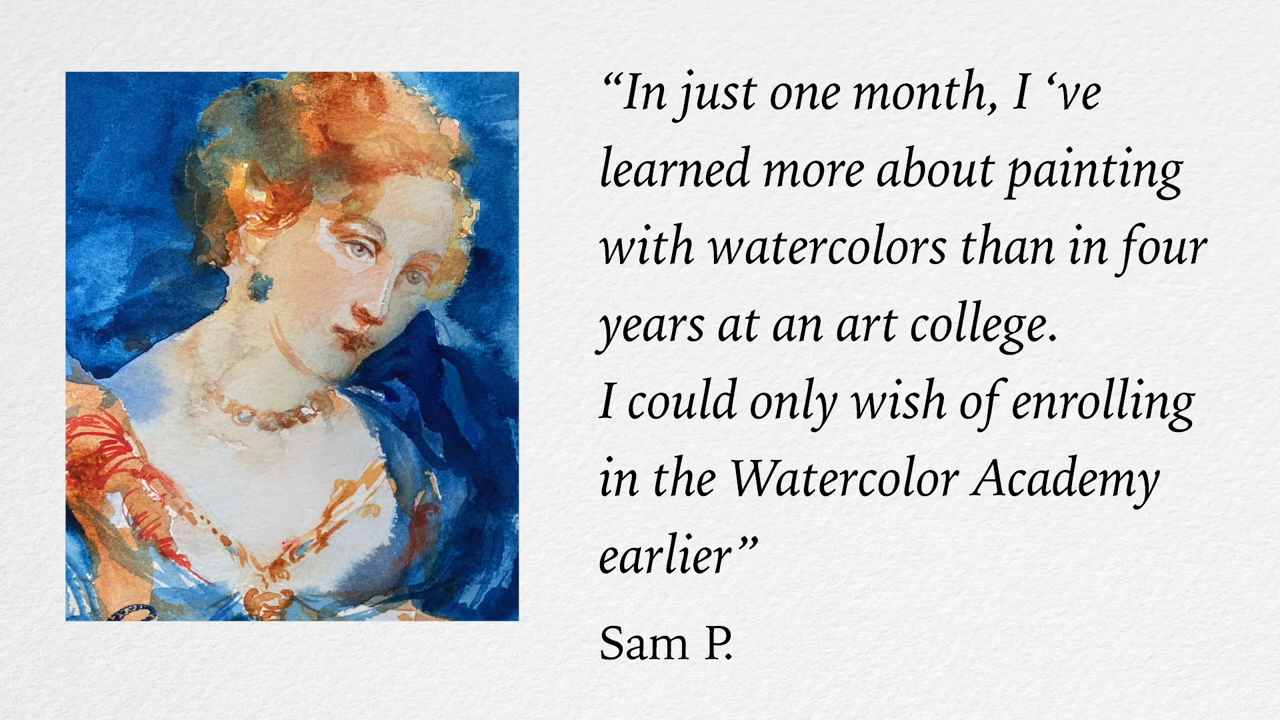 “In just one month, I ‘ve
learned more about painting
with watercolors than in four
years at an art college.
I could only wish of enrolling
in the Watercolor Academy
earlier”
Sam P.